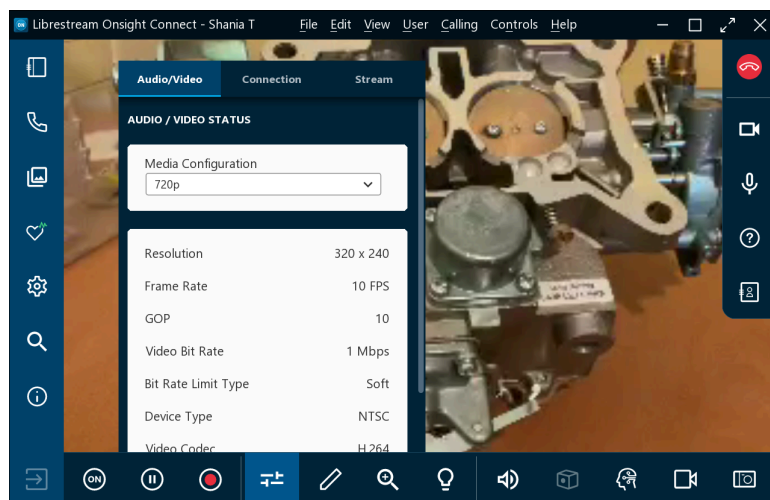 Librestream Onsight Connect - Shania T
File Edit View User Calling Controls Help
Audio/Video Connection Stream
AUDIO / VIDEO STATUS
Media Configuration
720p
Resolution 320 x 240
Frame Rate 10 FPS
GOP 10
Video Bit Rate 1 Mbps
Bit Rate Limit Type Soft
Device Type NTSC
Video Codec H.264
ON